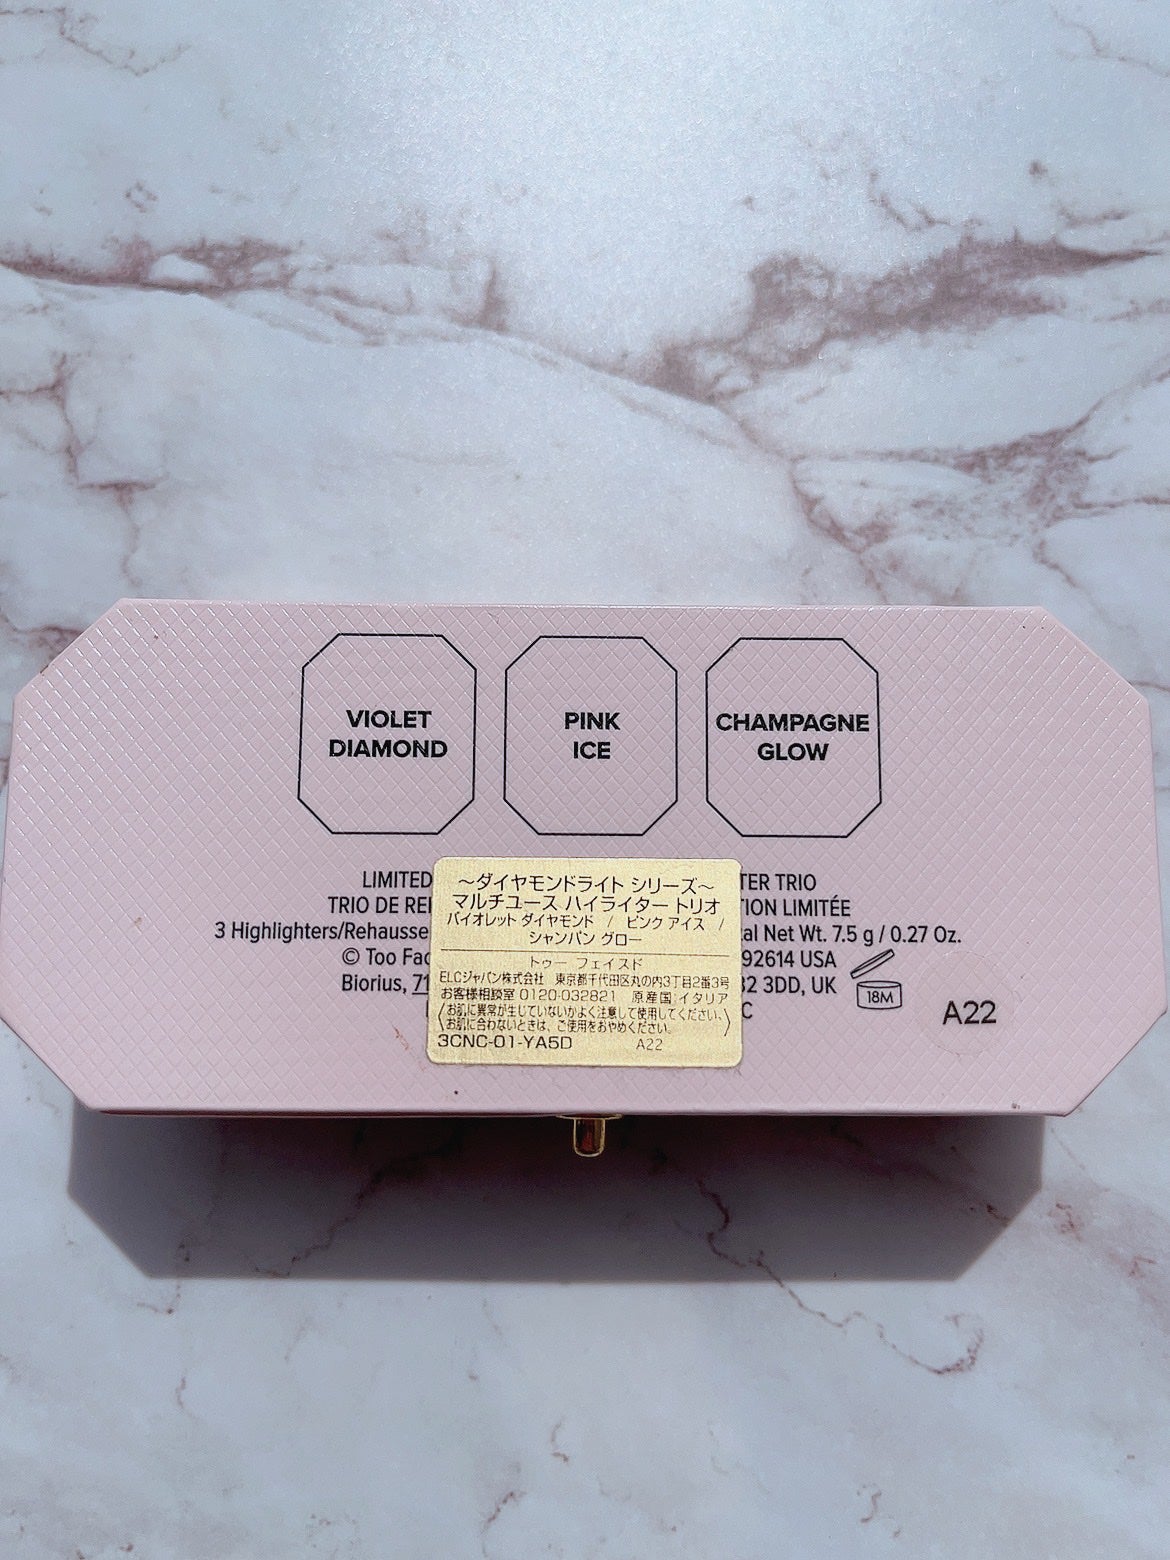 VIOLET
DIAMOND
PINK
ICE
CHAMPAGNE
GLOW
LIMITED TER TRIO
TRIO DE REI TION LIMITÉE
3 Highlighters/Rehausse al Net Wt. 7.5 g / 0.27 Oz.
© Too Fac 92614 USA
Biorius, 71 2 3DD, UK
18M
A22
～ダイヤモンドライト シリーズ～
マルチユース ハイライター トリオ
バイオレット ダイヤモンド / ピンク アイス /
シャンパン グロー
トゥー フェイスド
ELCジャパン株式会社 東京都千代田区丸の内3丁目2番3号
お客様相談室 0120-032821 原産国:イタリア
〈お肌に異常が生じていないかよく注意して使用してください。
お肌に合わないときは、ご使用をおやめください。〉
3CNC-01-YA5D A22